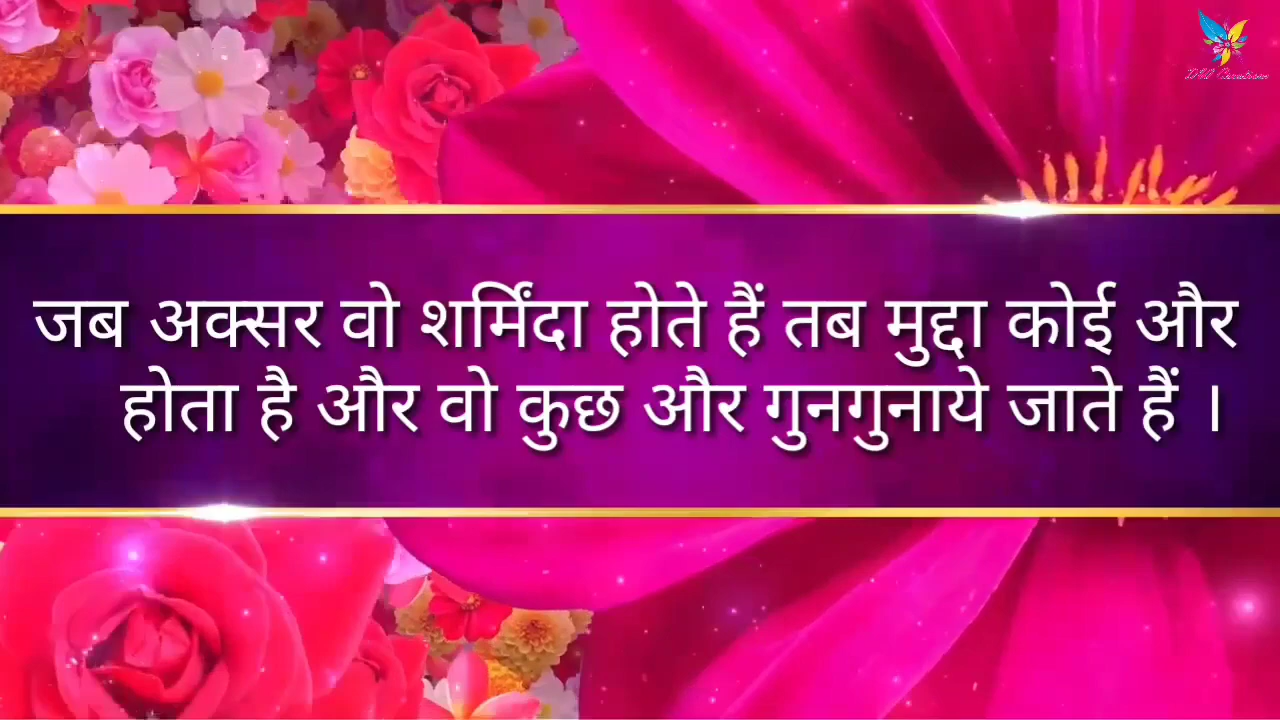 जब अक्सर वो शर्मिंदा होते हैं तब मुद्दा कोई और
होता है और वो कुछ और गुनगुनाये जाते हैं ।